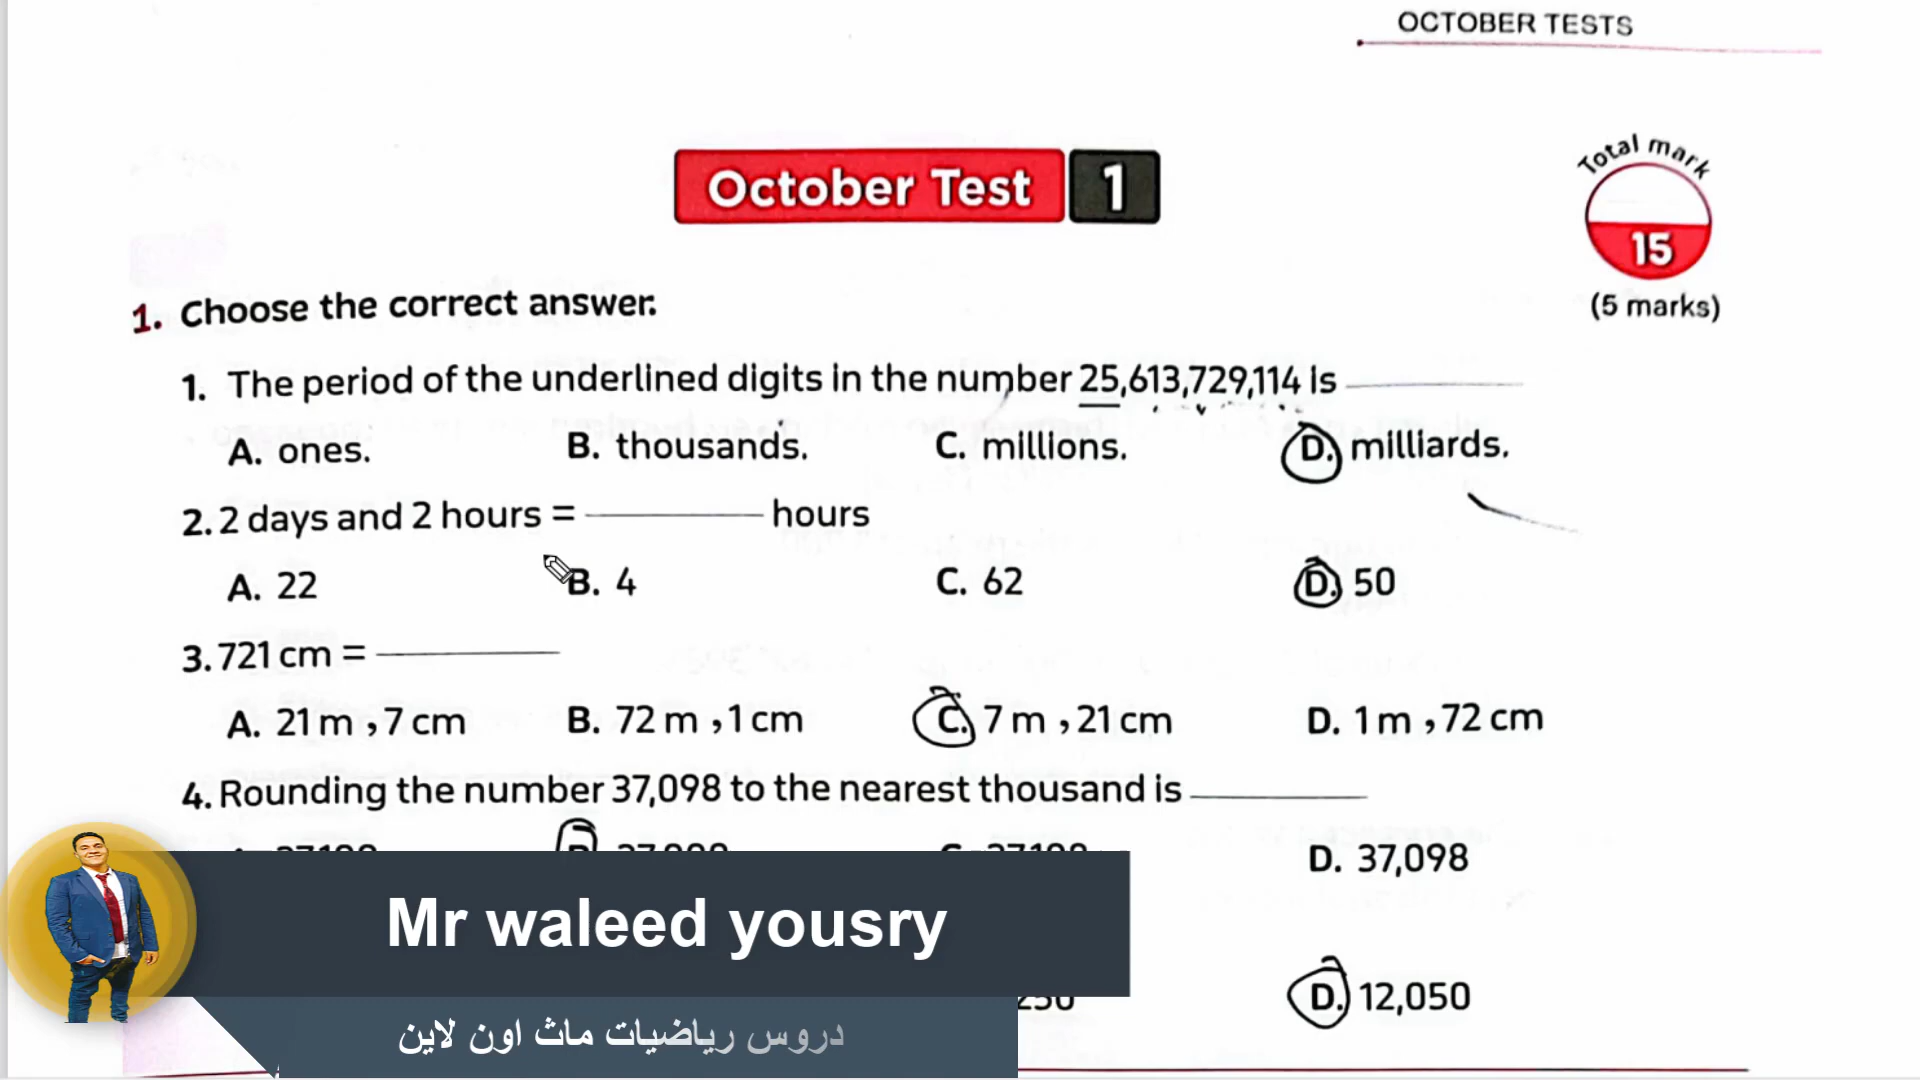 OCTOBER TESTS
October Test 1
Total mark
15
1. Choose the correct answer.
(5 marks)
1. The period of the underlined digits in the number 25,613,729,114 is
A. ones. B. thousands. C. millions. D. milliards.
2. 2 days and 2 hours = hours
A. 22 B. 4 C. 62 D. 50
3. 721 cm =
A. 21 m , 7 cm B. 72 m , 1 cm C. 7 m , 21 cm D. 1 m , 72 cm
4. Rounding the number 37,098 to the nearest thousand is
D. 37,098
Mr waleed yousry
D. 12,050
دروس رياضيات ماث اون لاين